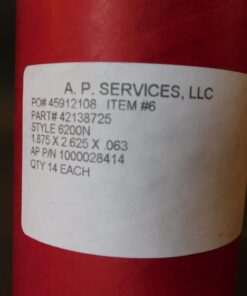 A. P. SERVICES, LLC
PO# 45912108 ITEM #6
PART# 42138725
STYLE 6200N
1.875 X 2.625 X .063
AP P/N 1000028414
QTY 14 EACH